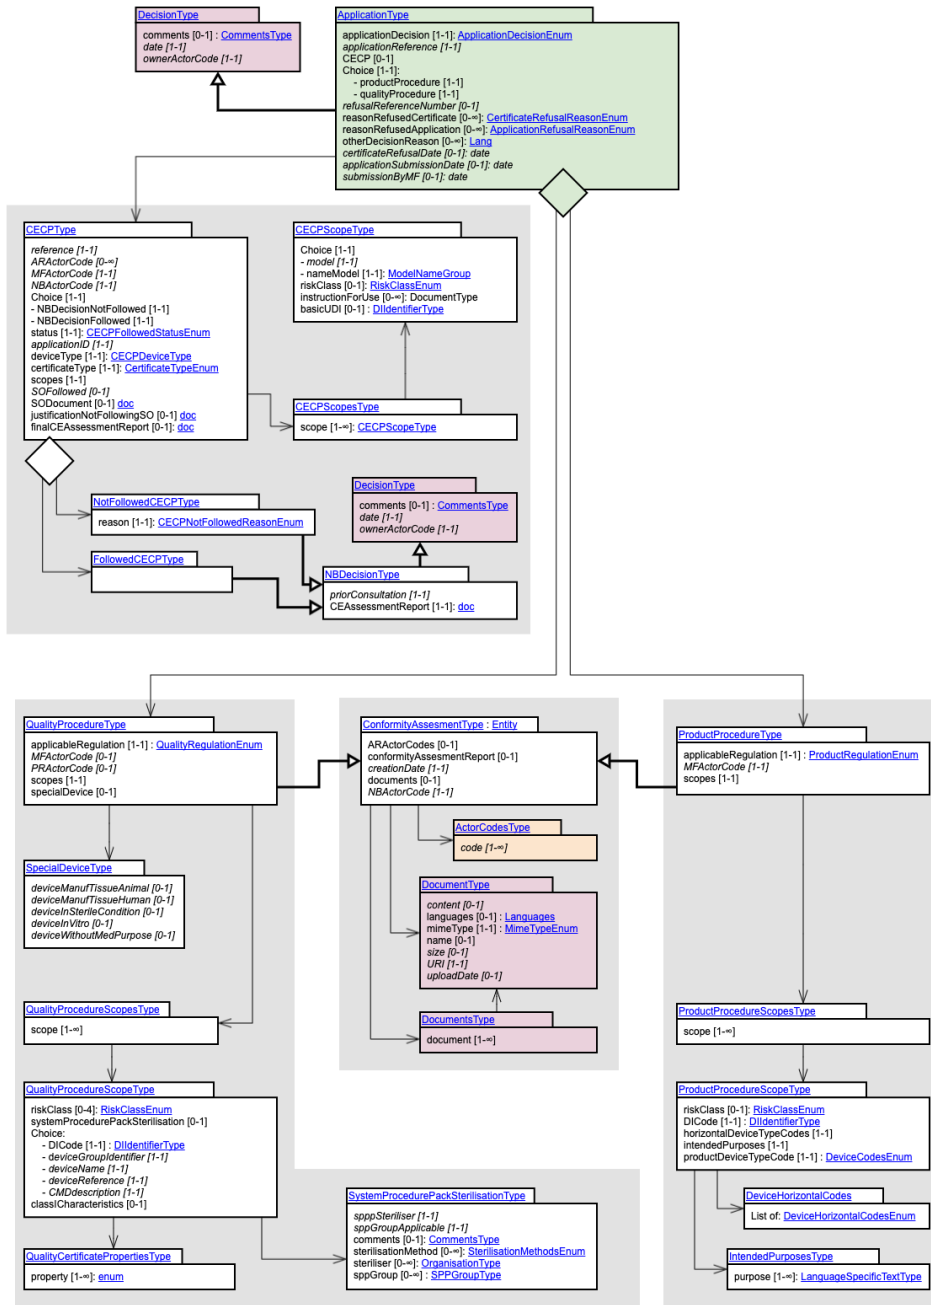 DecisionType
comments [0-1] : CommentsType
date [1-1]
ownerActorCode [1-1]
ApplicationType
applicationDecision [1-1]: ApplicationDecisionEnum
applicationReference [1-1]
CECP [0-1]
Choice [1-1]:
- productProcedure [1-1]
- qualityProcedure [1-1]
refusalReferenceNumber [0-1]
reasonRefusedCertificate [0-∞]: CertificateRefusalReasonEnum
reasonRefusedApplication [0-∞]: ApplicationRefusalReasonEnum
otherDecisionReason [0-∞]: Lang
certificateRefusalDate [0-1]: date
applicationSubmissionDate [0-1]: date
submissionByMF [0-1]: date
CECPType
reference [1-1]
ARActorCode [0-∞]
MFActorCode [1-1]
NBActorCode [1-1]
Choice [1-1]
- NBDecisionNotFollowed [1-1]
- NBDecisionFollowed [1-1]
status [1-1]: CECPFollowedStatusEnum
applicationID [1-1]
deviceType [1-1]: CECPDeviceType
certificateType [1-1]: CertificateTypeEnum
scopes [1-1]
SOFollowed [0-1]
SODocument [0-1] doc
justificationNotFollowingSO [0-1] doc
finalCEAssessmentReport [0-1]: doc
CECPScopeType
Choice [1-1]
- model [1-1]
- nameModel [1-1]: ModelNameGroup
riskClass [0-1]: RiskClassEnum
instructionForUse [0-∞]: DocumentType
basicUDI [0-1] : DIIdentifierType
CECPScopesType
scope [1-∞]: CECPScopeType
NotFollowedCECPType
reason [1-1]: CECPNotFollowedReasonEnum
FollowedCECPType
DecisionType
comments [0-1] : CommentsType
date [1-1]
ownerActorCode [1-1]
NBDecisionType
priorConsultation [1-1]
CEAssessmentReport [1-1]: doc
QualityProcedureType
applicableRegulation [1-1] : QualityRegulationEnum
MFActorCode [0-1]
PRActorCode [0-1]
scopes [1-1]
specialDevice [0-1]
SpecialDeviceType
deviceManufTissueAnimal [0-1]
deviceManufTissueHuman [0-1]
deviceInSterileCondition [0-1]
deviceInVitro [0-1]
deviceWithoutMedPurpose [0-1]
QualityProcedureScopesType
scope [1-∞]
QualityProcedureScopeType
riskClass [0-4]: RiskClassEnum
systemProcedurePackSterilisation [0-1]
Choice:
- DICode [1-1] : DIIdentifierType
- deviceGroupIdentifier [1-1]
- deviceName [1-1]
- deviceReference [1-1]
- CMDdescription [1-1]
classICharacteristics [0-1]
QualityCertificatePropertiesType
property [1-∞]: enum
ConformityAssesmentType : Entity
ARActorCodes [0-1]
conformityAssesmentReport [0-1]
creationDate [1-1]
documents [0-1]
NBActorCode [1-1]
ActorCodesType
code [1-∞]
DocumentType
content [0-1]
languages [0-1] : Languages
mimeType [1-1] : MimeTypeEnum
name [0-1]
size [0-1]
URI [1-1]
uploadDate [0-1]
DocumentsType
document [1-∞]
SystemProcedurePackSterilisationType
spppSteriliser [1-1]
sppGroupApplicable [1-1]
comments [0-1]: CommentsType
sterilisationMethod [0-∞]: SterilisationMethodsEnum
steriliser [0-∞]: OrganisationType
sppGroup [0-∞] : SPPGroupType
ProductProcedureType
applicableRegulation [1-1] : ProductRegulationEnum
MFActorCode [1-1]
scopes [1-1]
ProductProcedureScopesType
scope [1-∞]
ProductProcedureScopeType
riskClass [0-1]: RiskClassEnum
DICode [1-1] : DIIdentifierType
horizontalDeviceTypeCodes [1-1]
intendedPurposes [1-1]
productDeviceTypeCode [1-1] : DeviceCodesEnum
DeviceHorizontalCodes
List of: DeviceHorizontalCodesEnum
IntendedPurposesType
purpose [1-∞]: LanguageSpecificTextType